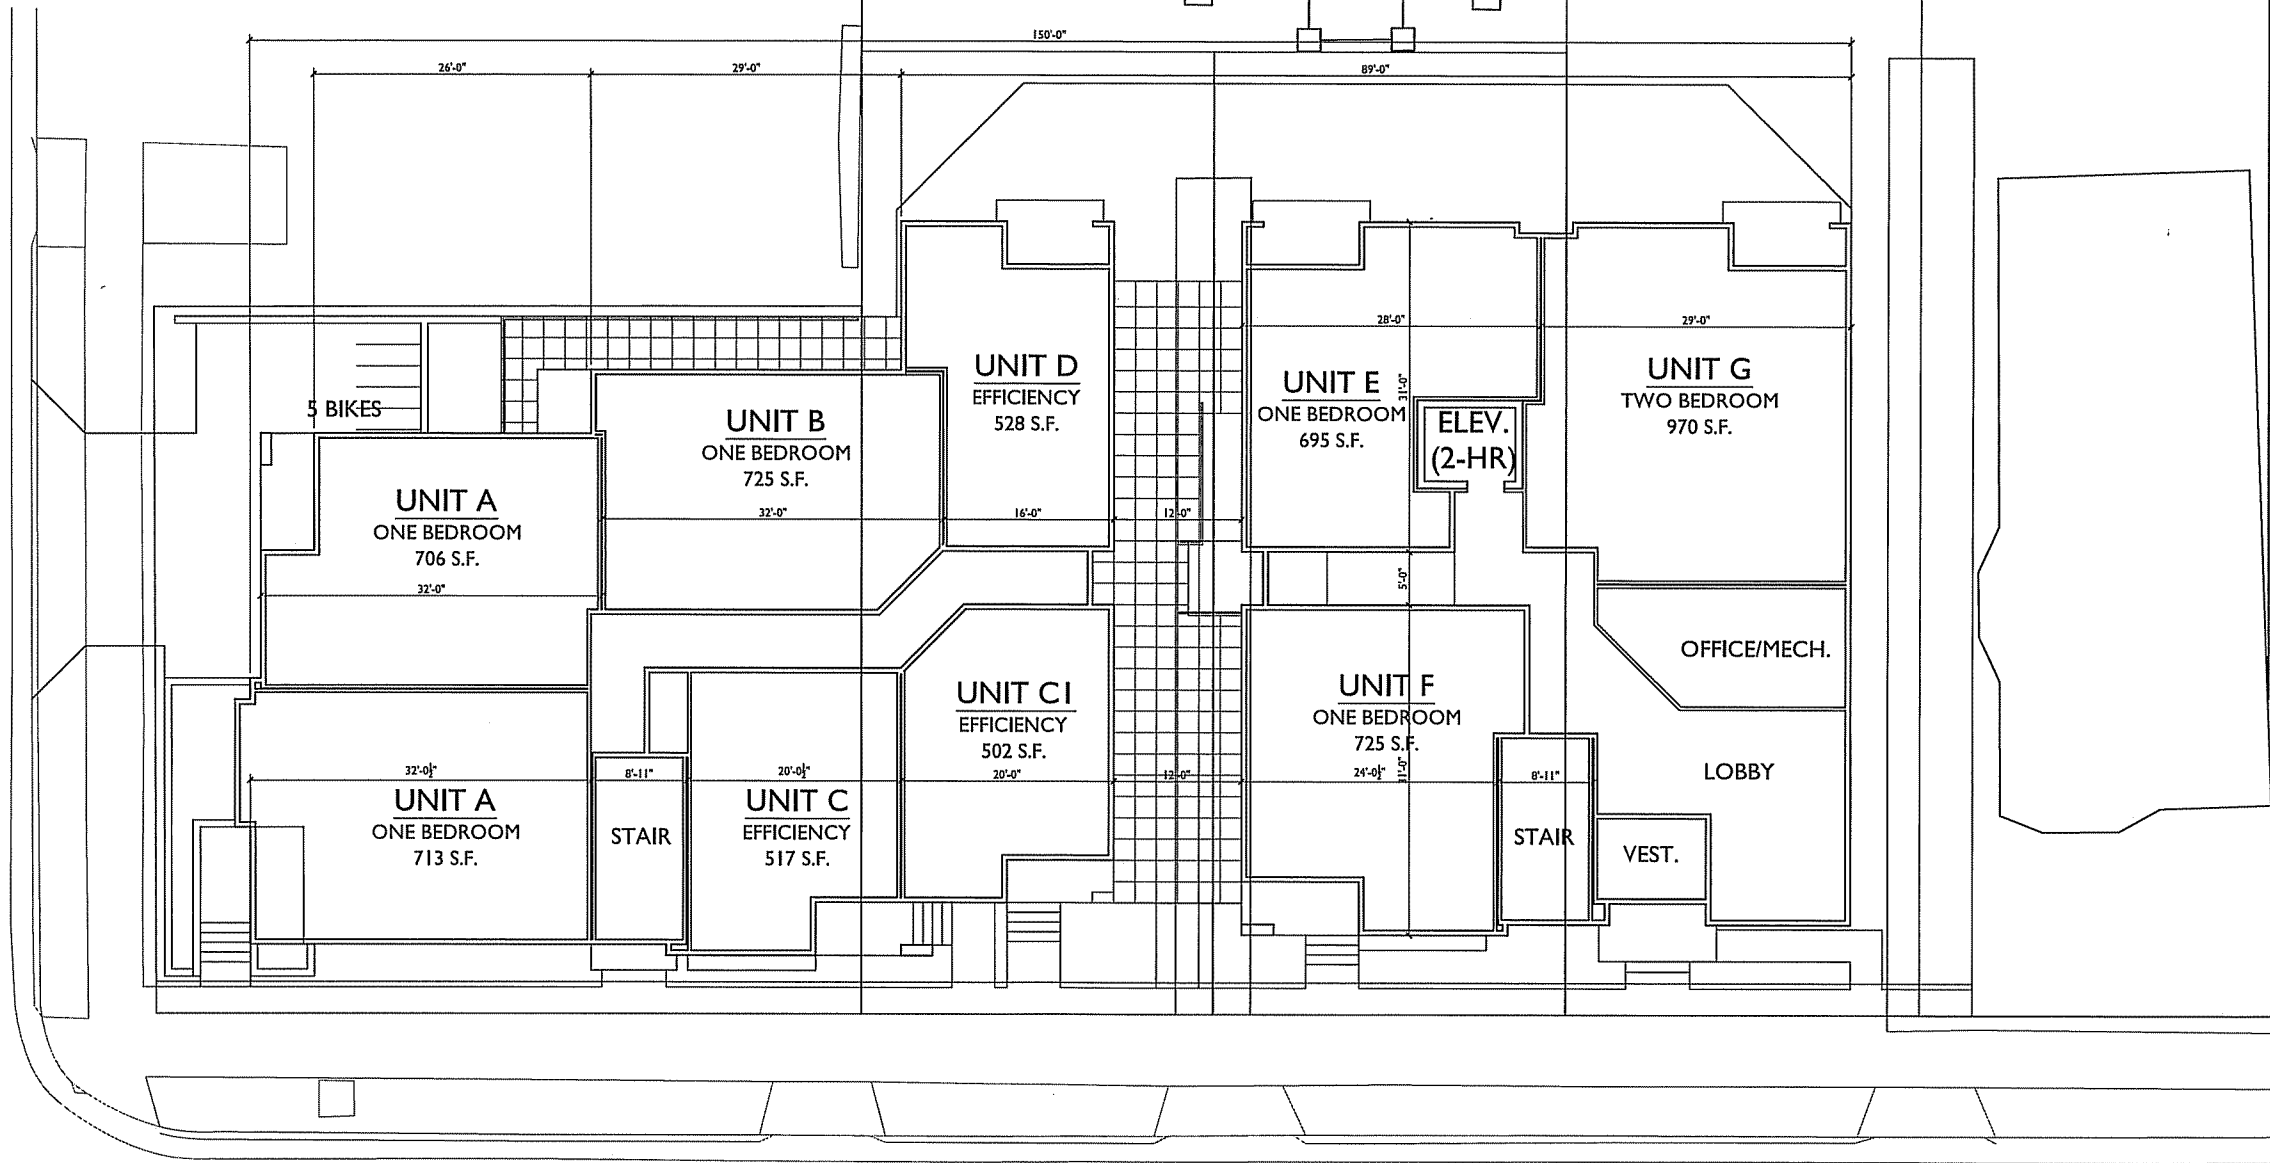 150'-0"
26'-0"
29'-0"
89'-0"
28'-0"
29'-0"
5 BIKES
UNIT A
ONE BEDROOM
706 S.F.
32'-0"
UNIT B
ONE BEDROOM
725 S.F.
32'-0"
UNIT D
EFFICIENCY
528 S.F.
16'-0"
12'-0"
UNIT E
ONE BEDROOM
695 S.F.
31'-0"
ELEV.
(2-HR)
UNIT G
TWO BEDROOM
970 S.F.
5'-0"
OFFICE/MECH.
32'-0½"
UNIT A
ONE BEDROOM
713 S.F.
8'-11"
STAIR
20'-0½"
UNIT C
EFFICIENCY
517 S.F.
UNIT C1
EFFICIENCY
502 S.F.
20'-0"
12'-0"
UNIT F
ONE BEDROOM
725 S.F.
24'-0½"
31'-0"
8'-11"
STAIR
LOBBY
VEST.